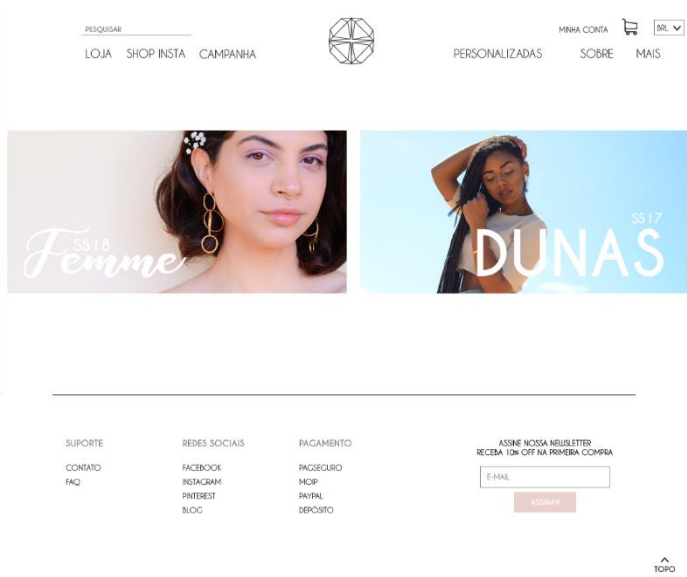 PESQUISAR
MINHA CONTA
BRL
LOJA SHOP INSTA CAMPANHA
PERSONALIZADAS SOBRE MAIS
SS18
Femme
SS17
DUNAS
SUPORTE
CONTATO
FAQ
REDES SOCIAIS
FACEBOOK
INSTAGRAM
PINTEREST
BLOG
PAGAMENTO
PAGSEGURO
MOIP
PAYPAL
DEPÓSITO
ASSINE NOSSA NEWSLETTER
RECEBA 10% OFF NA PRIMEIRA COMPRA
E-MAIL
ASSINAR
TOPO